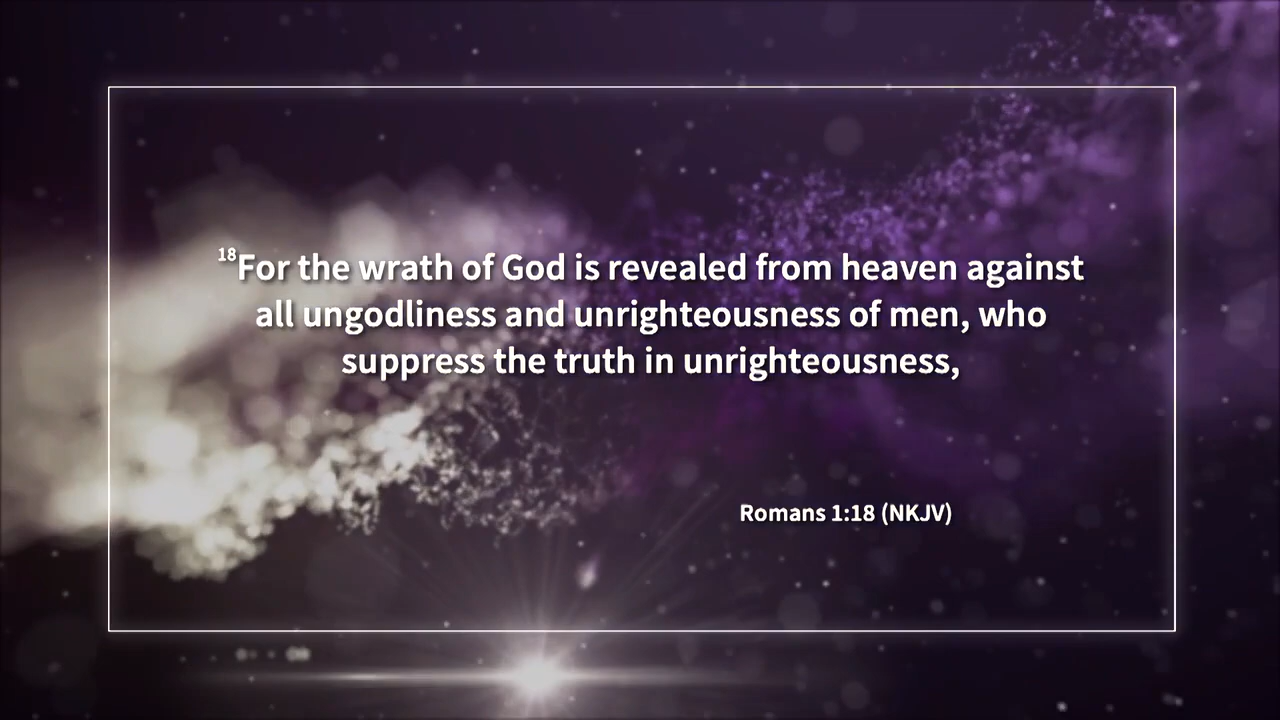 18For the wrath of God is revealed from heaven against
all ungodliness and unrighteousness of men, who
suppress the truth in unrighteousness,
Romans 1:18 (NKJV)